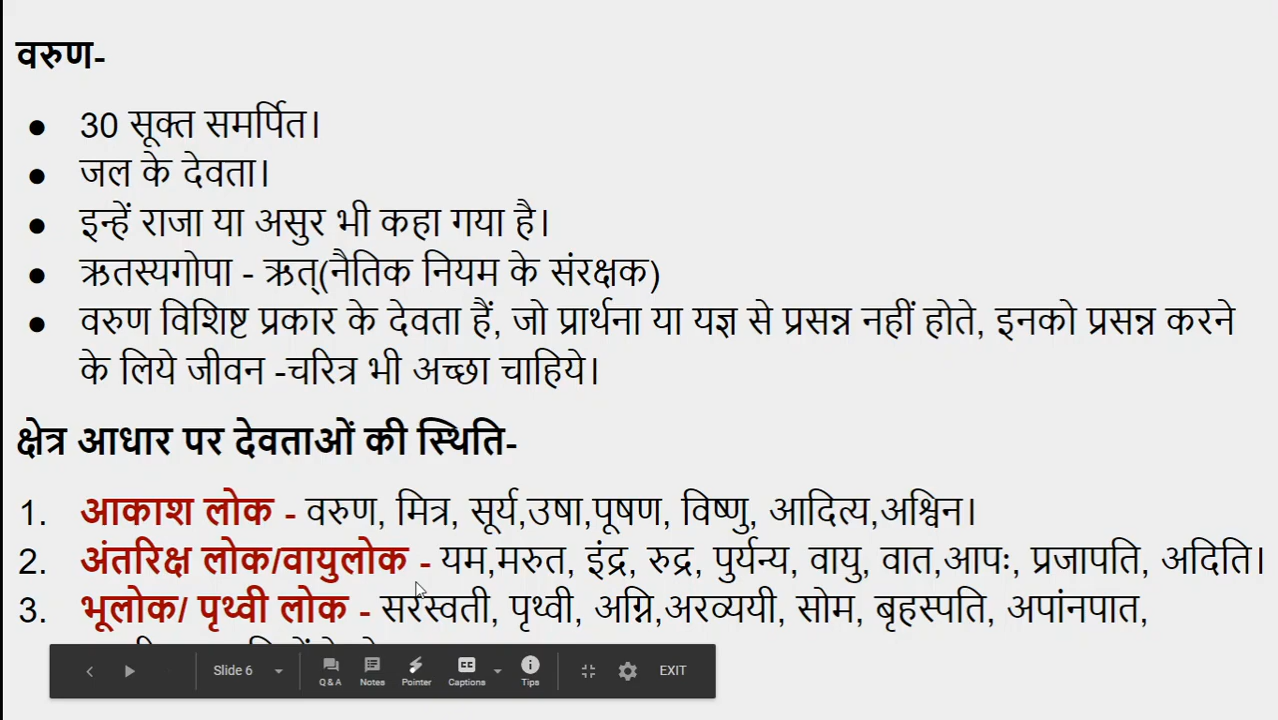 वरुण-
● 30 सूक्त समर्पित।
● जल के देवता।
● इन्हें राजा या असुर भी कहा गया है।
● ऋतस्यगोपा - ऋत्(नैतिक नियम के संरक्षक)
● वरुण विशिष्ट प्रकार के देवता हैं, जो प्रार्थना या यज्ञ से प्रसन्न नहीं होते, इनको प्रसन्न करने
के लिये जीवन -चरित्र भी अच्छा चाहिये।
क्षेत्र आधार पर देवताओं की स्थिति-
1. आकाश लोक - वरुण, मित्र, सूर्य,उषा,पूषण, विष्णु, आदित्य,अश्विन।
2. अंतरिक्ष लोक/वायुलोक - यम,मरुत, इंद्र, रुद्र, पुर्यन्य, वायु, वात,आपः, प्रजापति, अदिति।
3. भूलोक/ पृथ्वी लोक - सरस्वती, पृथ्वी, अग्नि,अरव्ययी, सोम, बृहस्पति, अपांनपात,
Slide 6 Q & A Notes Pointer CC Captions Tips EXIT